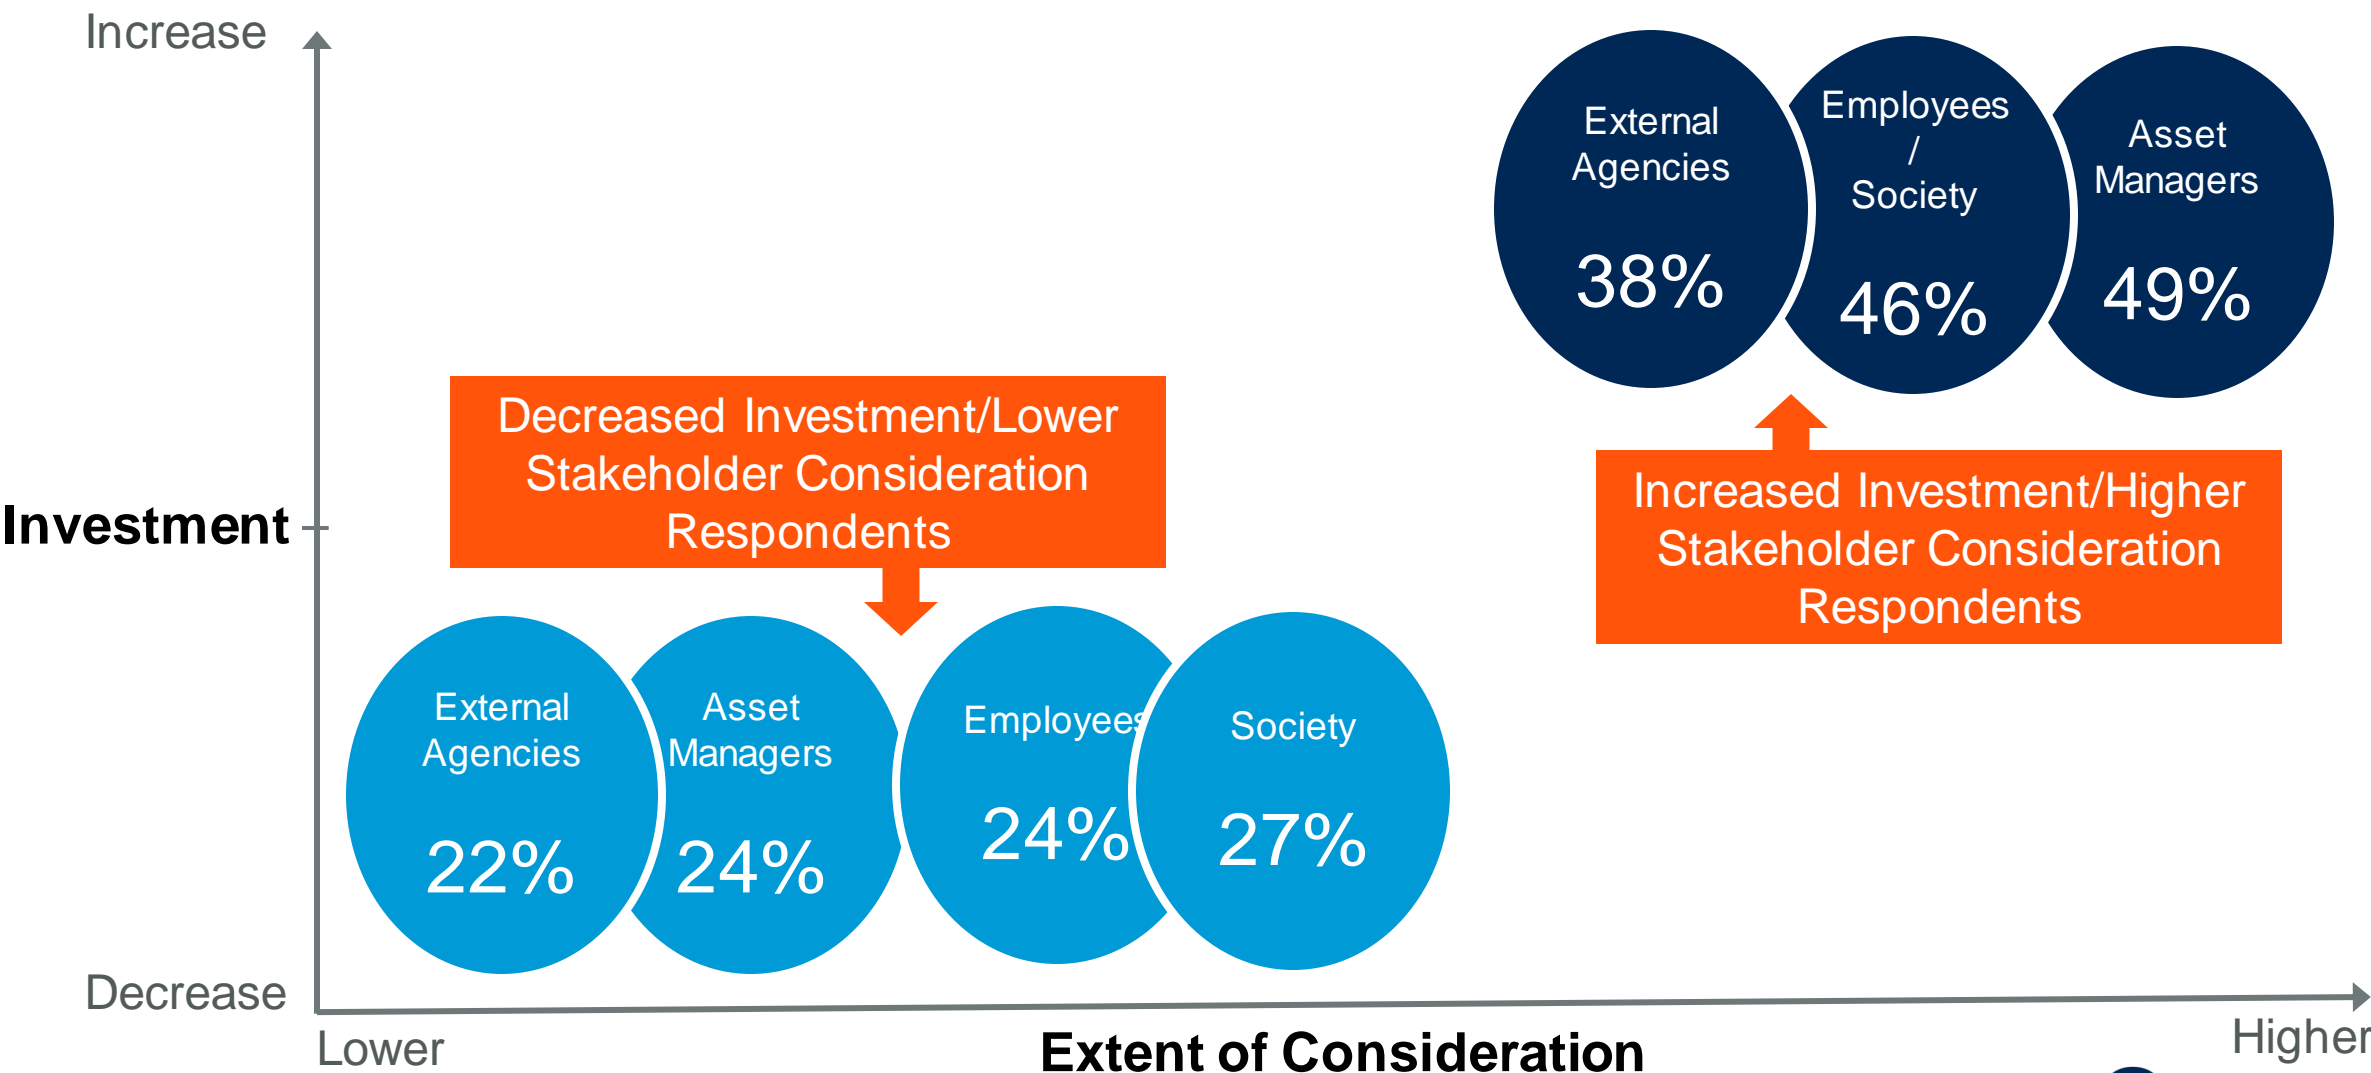 Increase
External
Agencies
38%
Employees
/
Society
46%
Asset
Managers
49%
Decreased Investment/Lower
Stakeholder Consideration
Respondents
Increased Investment/Higher
Stakeholder Consideration
Respondents
Investment
External
Agencies
22%
Asset
Managers
24%
Employees
24%
Society
27%
Decrease
Lower
Extent of Consideration
Higher